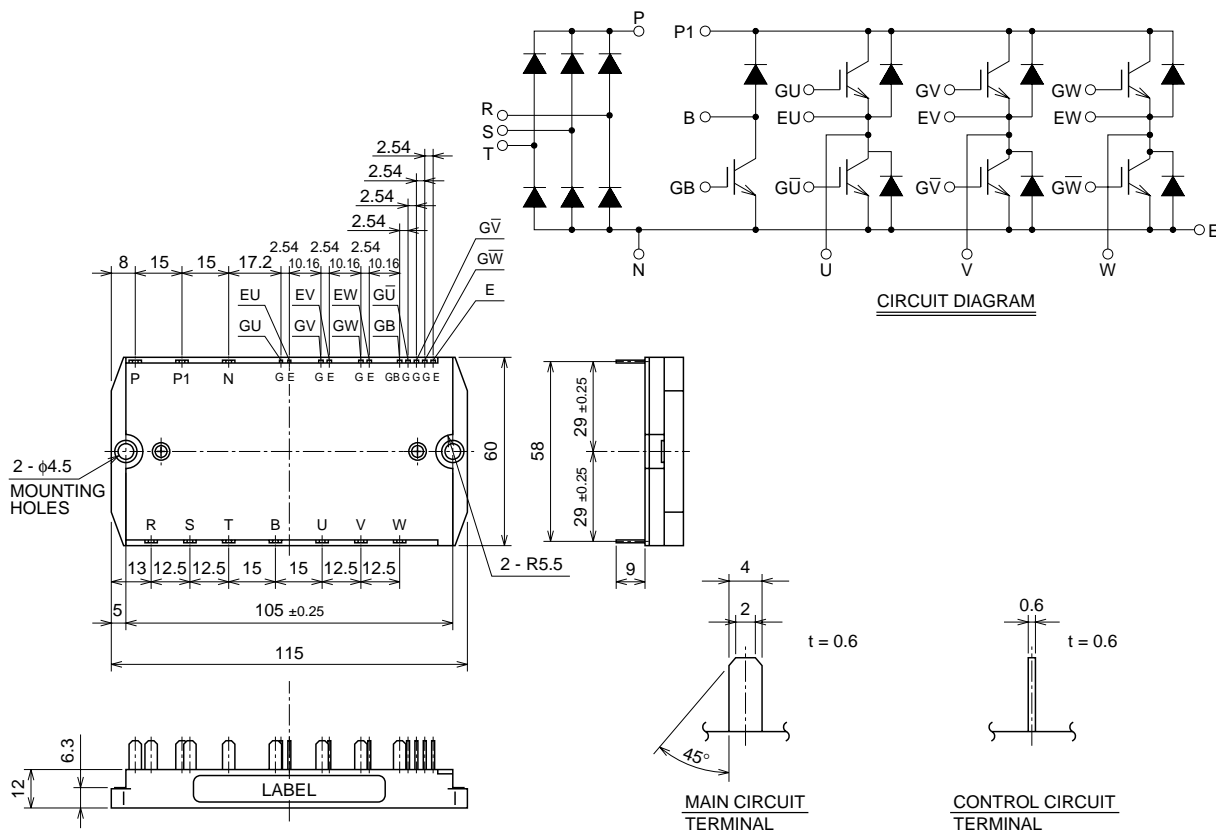 P
P1
R
S
T
B
GB
GU
EU
GU̅
GV
EV
GV̅
GW
EW
GW̅
N
U
V
W
E
CIRCUIT DIAGRAM
2.54
2.54
2.54
2.54
2.54 2.54 2.54
8 15 15 17.2 10.16 10.16 10.16
GV̅
GW̅
EU EV EW GU̅ E
GU GV GW GB
P P1 N G E G E G E GB G G G E
2 - φ4.5
MOUNTING
HOLES
60
R S T B U V W
2 - R5.5
13 12.5 12.5 15 15 12.5 12.5
5 105 ±0.25
115
58
29 ±0.25
29 ±0.25
9
6.3
12
LABEL
4
2
t = 0.6
45°
MAIN CIRCUIT
TERMINAL
0.6
t = 0.6
CONTROL CIRCUIT
TERMINAL